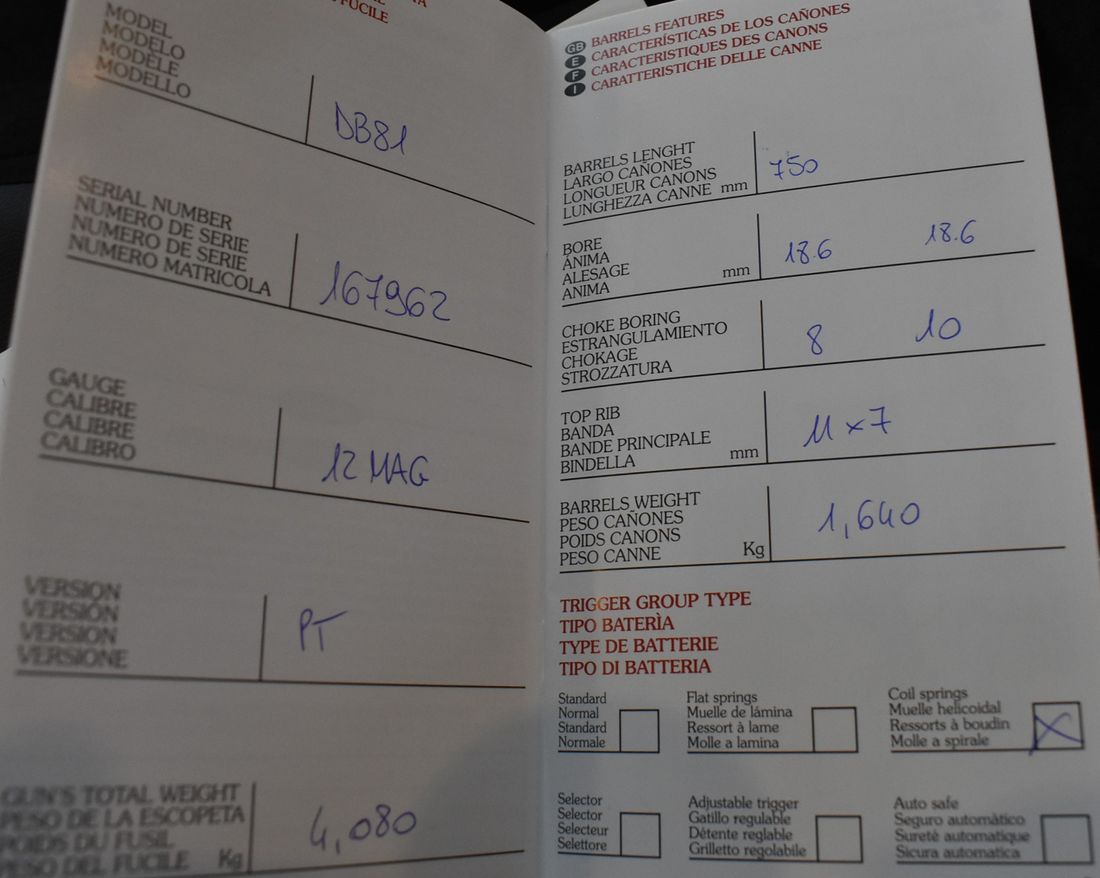 FUCILE
MODEL
MODELO
MODÈLE
MODELLO
DB81
SERIAL NUMBER
NUMERO DE SERIE
NUMERO DE SERIE
NUMERO MATRICOLA
167962
GAUGE
CALIBRE
CALIBRE
CALIBRO
12 MAG
VERSION
VERSIÓN
VERSION
VERSIONE
PT
GUN'S TOTAL WEIGHT
PESO DE LA ESCOPETA
POIDS DU FUSIL
PESO DEL FUCILE Kg
4,080
GB BARRELS FEATURES
E CARACTERÍSTICAS DE LOS CAÑONES
F CARACTERISTIQUES DES CANONS
I CARATTERISTICHE DELLE CANNE
BARRELS LENGHT
LARGO CAÑONES
LONGUEUR CANONS
LUNGHEZZA CANNE mm
750
BORE
ÁNIMA
ALESAGE
ANIMA
mm
18.6 18.6
CHOKE BORING
ESTRANGULAMIENTO
CHOKAGE
STROZZATURA
8 10
TOP RIB
BANDA
BANDE PRINCIPALE
BINDELLA
mm
11 x 7
BARRELS WEIGHT
PESO CAÑONES
POIDS CANONS
PESO CANNE Kg
1,640
TRIGGER GROUP TYPE
TIPO BATERÌA
TYPE DE BATTERIE
TIPO DI BATTERIA
Standard
Normal
Standard
Normale
Flat springs
Muelle de làmina
Ressort à lame
Molle a lamina
Coil springs
Muelle helicoidal
Ressorts à boudin
Molle a spirale
X
Selector
Selector
Selecteur
Selettore
Adjustable trigger
Gatillo regulable
Détente reglable
Grilletto regolabile
Auto safe
Seguro automàtico
Sureté automatique
Sicura automatica